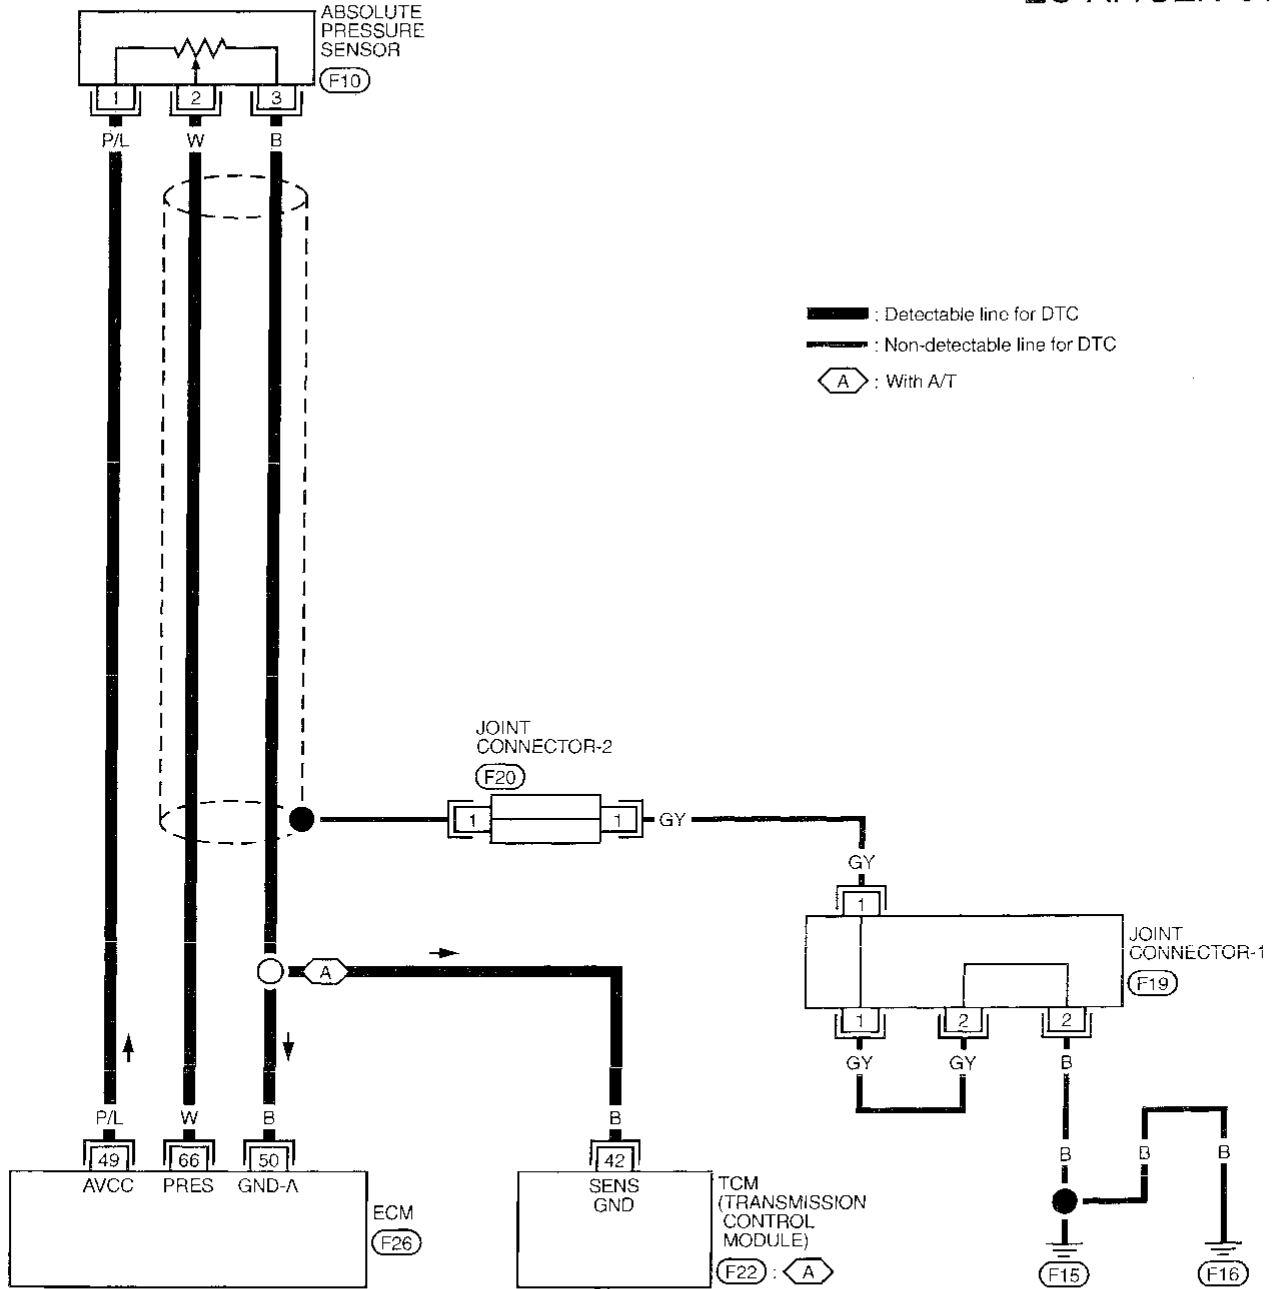 ABSOLUTE
PRESSURE
SENSOR
F10
1 2 3
P/L W B
: Detectable line for DTC
: Non-detectable line for DTC
A : With A/T
JOINT
CONNECTOR-2
F20
1 1 GY
GY
1
JOINT
CONNECTOR-1
F19
A
1 2 2
GY GY B
P/L W B B
B B B
49 66 50 42
AVCC PRES GND-A
SENS
GND
ECM
F26
TCM
(TRANSMISSION
CONTROL
MODULE)
F22 : A
F15 F16